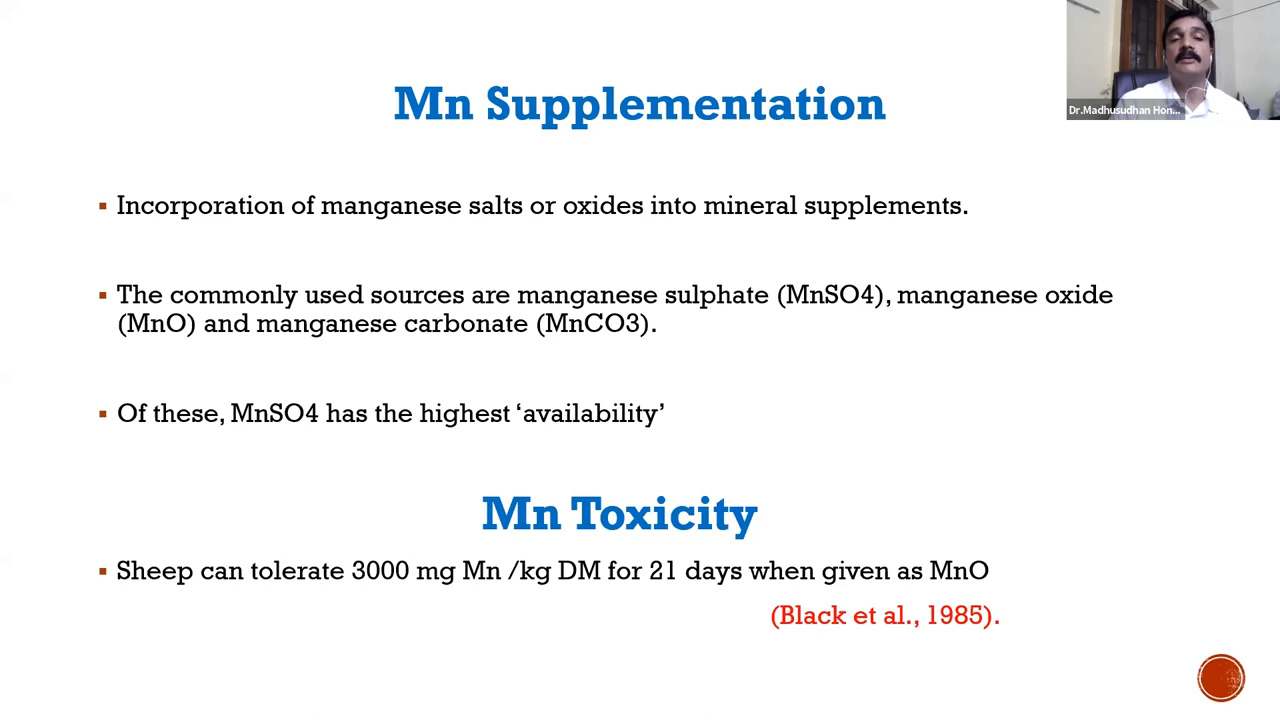 Dr.Madhusudhan Hon...
Mn Supplementation
▪ Incorporation of manganese salts or oxides into mineral supplements.
▪ The commonly used sources are manganese sulphate (MnSO4), manganese oxide
(MnO) and manganese carbonate (MnCO3).
▪ Of these, MnSO4 has the highest ‘availability’
Mn Toxicity
▪ Sheep can tolerate 3000 mg Mn /kg DM for 21 days when given as MnO
(Black et al., 1985).